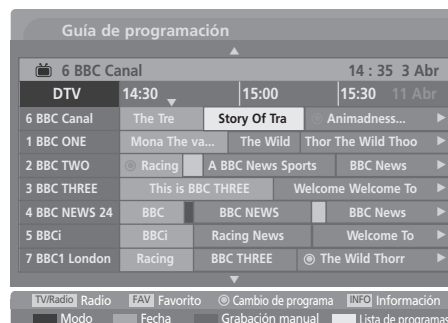 Guía de programación
6 BBC Canal 14 : 35 3 Abr
DTV 14:30 15:00 15:30 11 Abr
6 BBC Canal The Tre Story Of Tra Animadness...
1 BBC ONE Mona The va... The Wild Thor The Wild Thoo
2 BBC TWO Racing A BBC News Sports BBC News
3 BBC THREE This is BBC THREE Welcome Welcome To
4 BBC NEWS 24 BBC BBC NEWS BBC News
5 BBCi BBCi Racing News Welcome To
7 BBC1 London Racing BBC THREE The Wild Thorr
TV/Radio Radio FAV Favorito Cambio de programa INFO Información
Modo Fecha Grabación manual Lista de programas